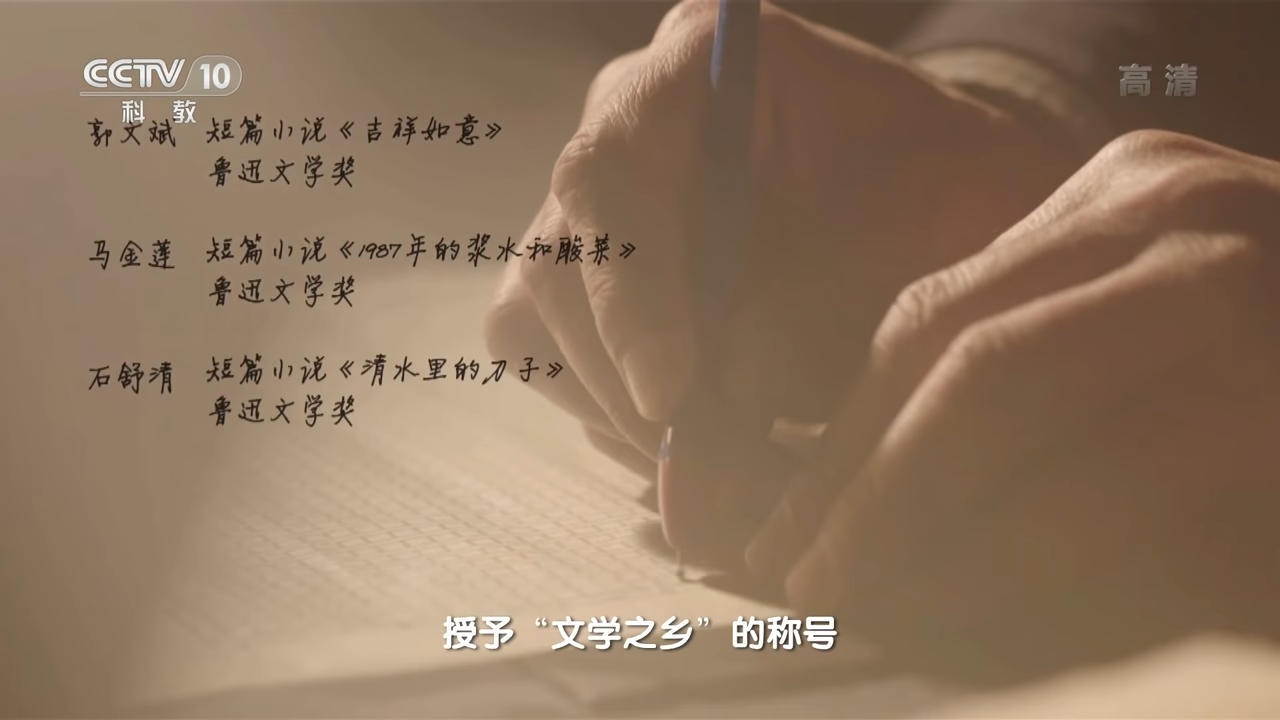 CCTV 10
科教
高清
郭文斌 短篇小说《吉祥如意》
鲁迅文学奖
马金莲 短篇小说《1987年的浆水和酸菜》
鲁迅文学奖
石舒清 短篇小说《清水里的刀子》
鲁迅文学奖
授予“文学之乡”的称号